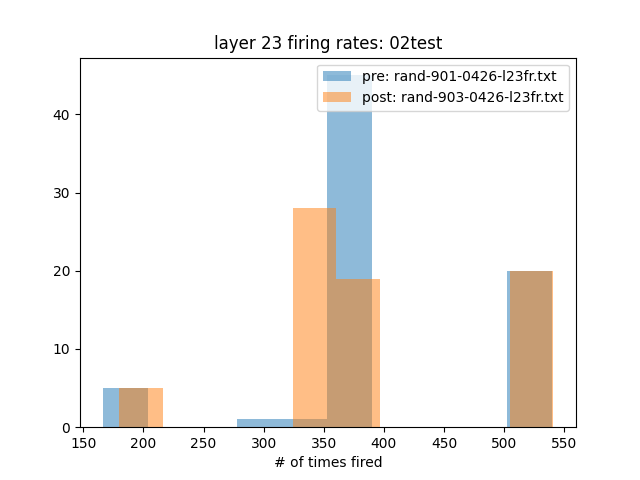 layer 23 firing rates: 02test
pre: rand-901-0426-l23fr.txt
post: rand-903-0426-l23fr.txt
40
30
20
10
0
150 200 250 300 350 400 450 500 550
# of times fired